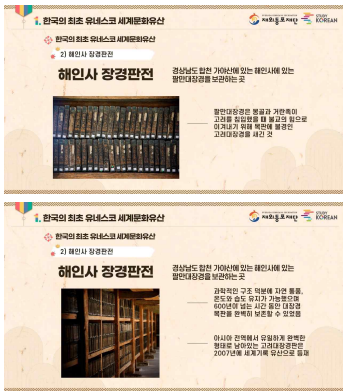 1. 한국의 최초 유네스코 세계문화유산
재외동포재단
STUDY
KOREAN
한국의 최초 유네스코 세계문화유산
2) 해인사 장경판전
해인사 장경판전
경상남도 합천 가야산에 있는 해인사에 있는
팔만대장경을 보관하는 곳
팔만대장경은 몽골과 거란족이
고려를 침입했을 때 불교의 힘으로
이겨내기 위해 목판에 불경인
고려대장경을 새긴 것
1. 한국의 최초 유네스코 세계문화유산
재외동포재단
STUDY
KOREAN
한국의 최초 유네스코 세계문화유산
2) 해인사 장경판전
해인사 장경판전
경상남도 합천 가야산에 있는 해인사에 있는
팔만대장경을 보관하는 곳
과학적인 구조 덕분에 자연 통풍,
온도와 습도 유지가 가능했으며
600년이 넘는 시간 동안 대장경
목판을 완벽히 보존할 수 있었음
아시아 전역에서 유일하게 완벽한
형태로 남아있는 고려대장경판은
2007년에 세계기록 유산으로 등재